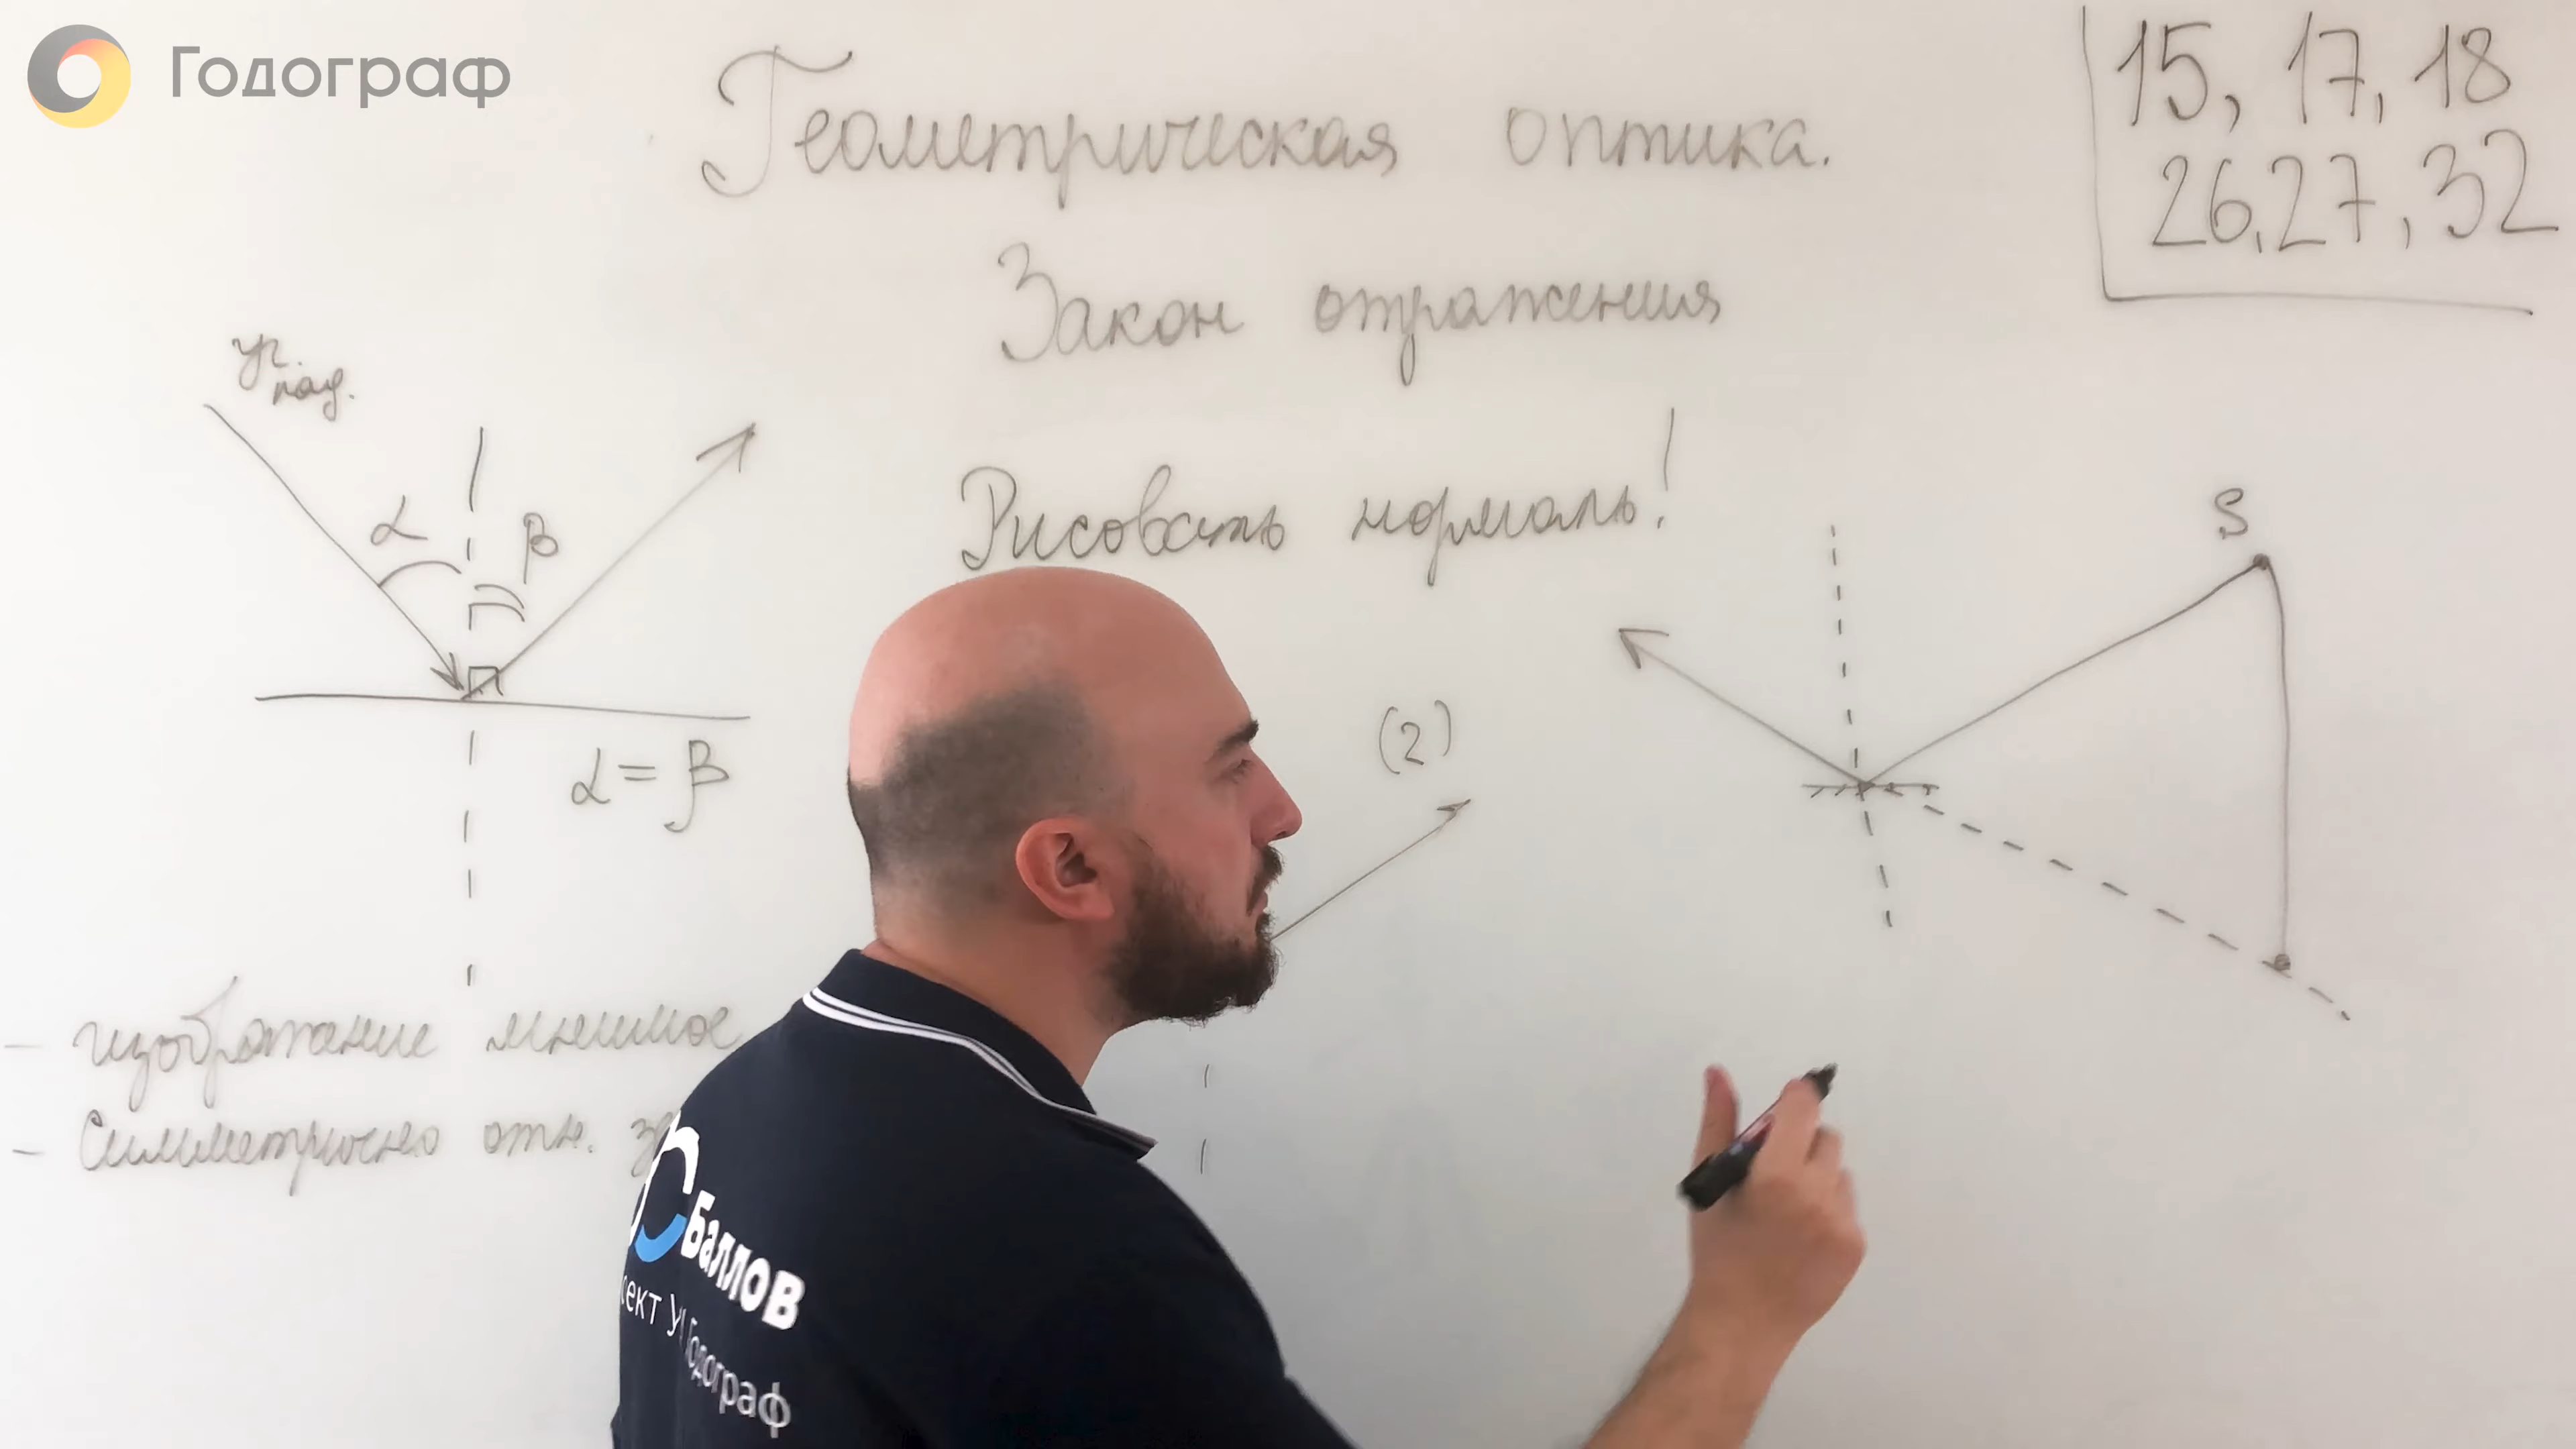 Годограф
Геометрическая оптика.
15, 17, 18
26, 27, 32
Закон отражения
уг. пад.
Рисовать нормаль!
α
β
S
(2)
α = β
- изображение мнимое
- Симметрично отн.
Баллов
Годограф